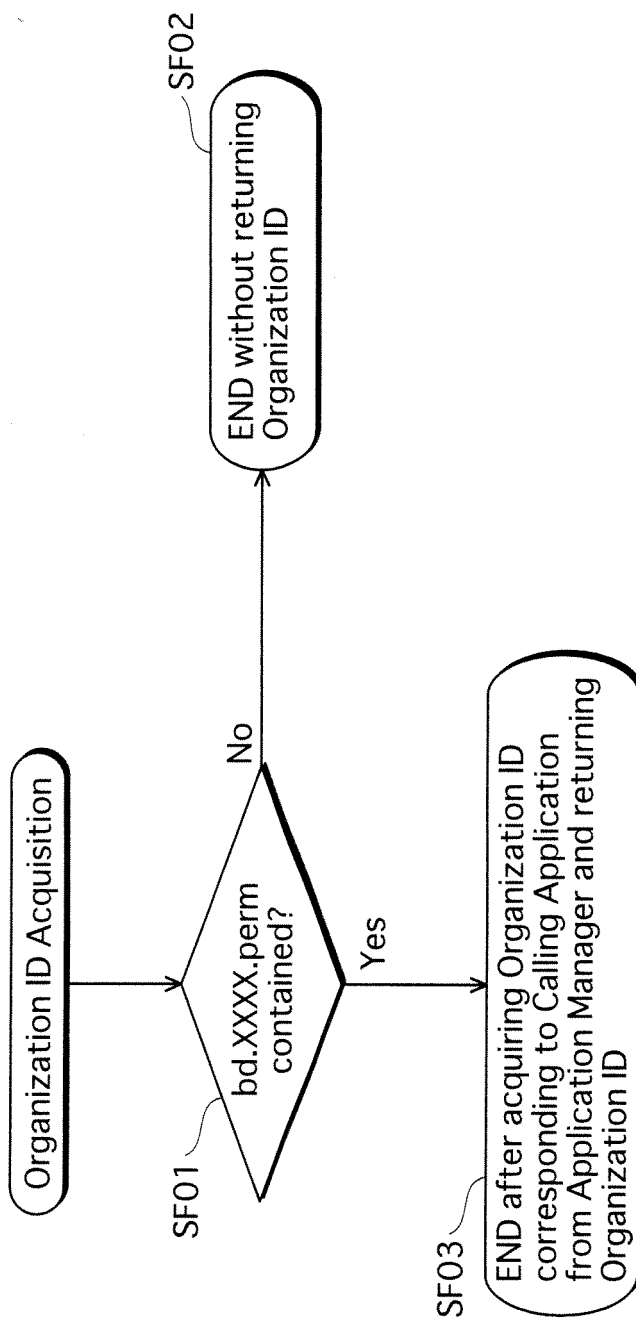 Organization ID Acquisition
SF01
bd.XXXX.perm
contained?
No
Yes
SF02
END without returning
Organization ID
SF03
END after acquiring Organization ID
corresponding to Calling Application
from Application Manager and returning
Organization ID